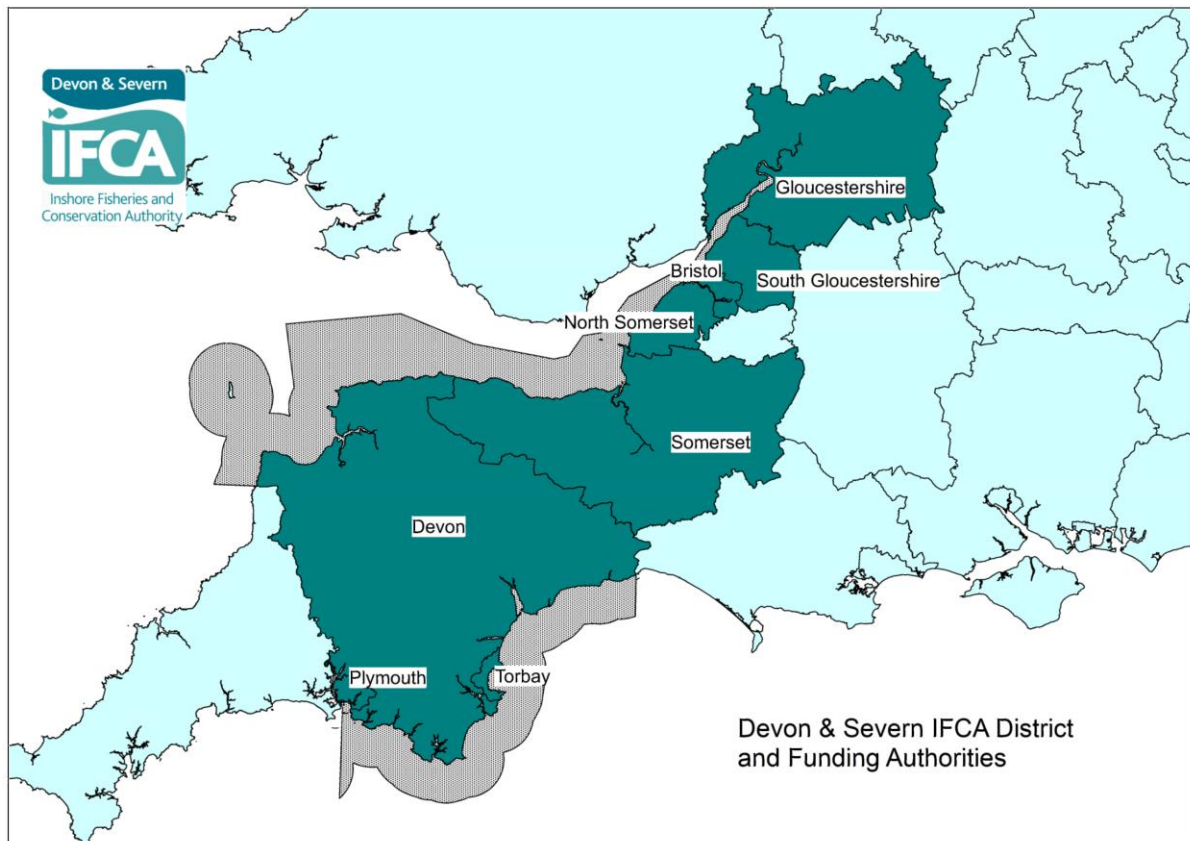 Devon & Severn
IFCA
Inshore Fisheries and
Conservation Authority
Gloucestershire
Bristol
South Gloucestershire
North Somerset
Somerset
Devon
Plymouth
Torbay
Devon & Severn IFCA District
and Funding Authorities